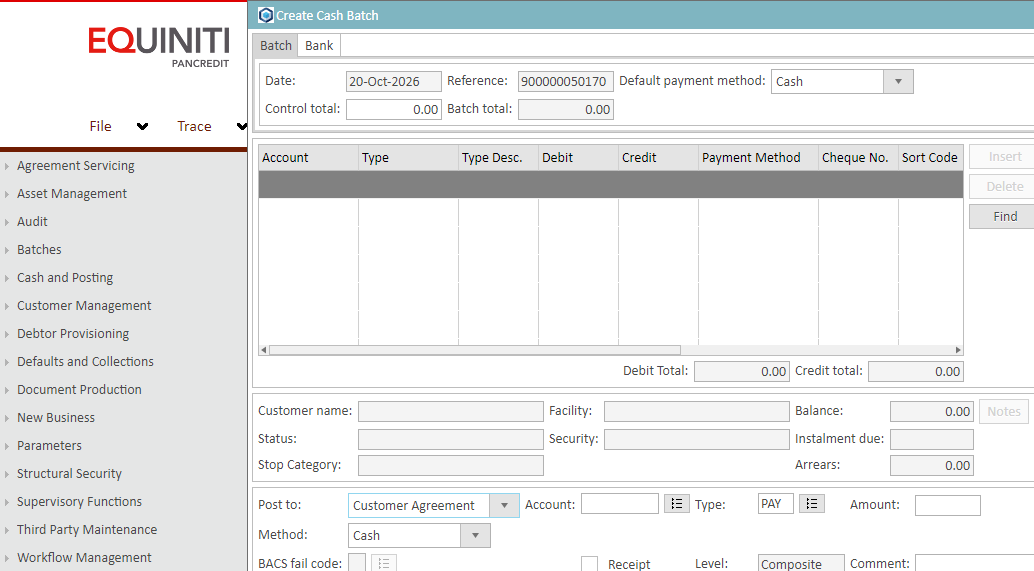 EQUINITI
PANCREDIT
File Trace
Agreement Servicing
Asset Management
Audit
Batches
Cash and Posting
Customer Management
Debtor Provisioning
Defaults and Collections
Document Production
New Business
Parameters
Structural Security
Supervisory Functions
Third Party Maintenance
Workflow Management
Create Cash Batch
Batch Bank
Date: 20-Oct-2026 Reference: 900000050170 Default payment method: Cash
Control total: 0.00 Batch total: 0.00
Account Type Type Desc. Debit Credit Payment Method Cheque No. Sort Code
Insert
Delete
Find
Debit Total: 0.00 Credit total: 0.00
Customer name: Facility: Balance: 0.00 Notes
Status: Security: Instalment due:
Stop Category: Arrears: 0.00
Post to: Customer Agreement Account: Type: PAY Amount:
Method: Cash
BACS fail code: Receipt Level: Composite Comment: